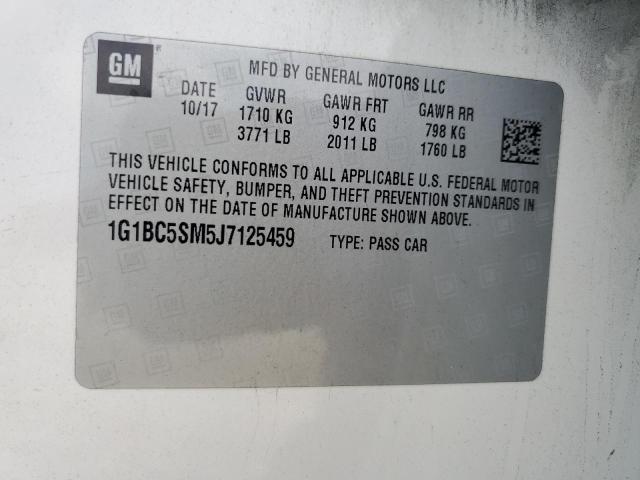 GM
MFD BY GENERAL MOTORS LLC
DATE GVWR GAWR FRT GAWR RR
10/17 1710 KG 912 KG 798 KG
3771 LB 2011 LB 1760 LB
THIS VEHICLE CONFORMS TO ALL APPLICABLE U.S. FEDERAL MOTOR
VEHICLE SAFETY, BUMPER, AND THEFT PREVENTION STANDARDS IN
EFFECT ON THE DATE OF MANUFACTURE SHOWN ABOVE.
1G1BC5SM5J7125459 TYPE: PASS CAR